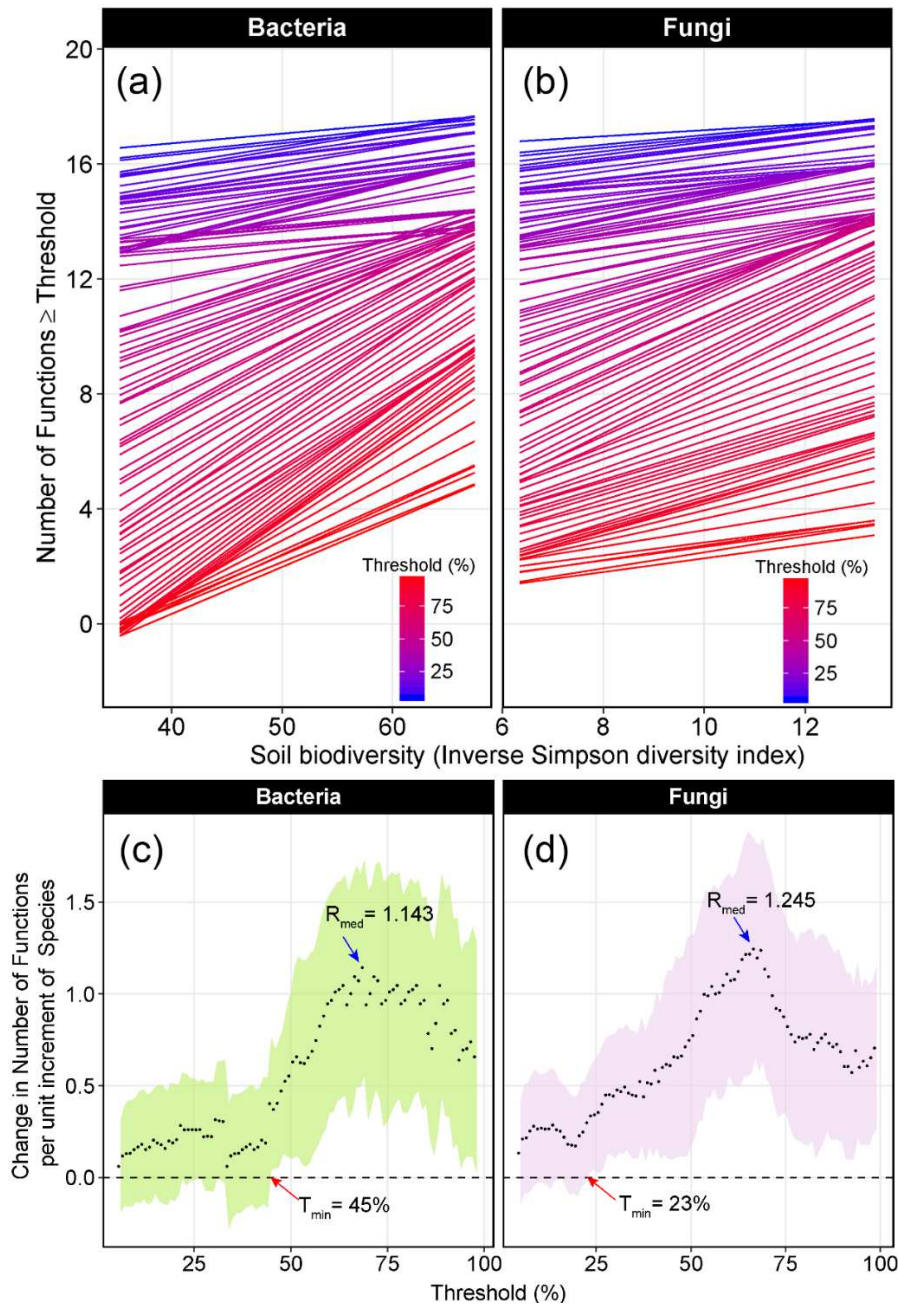 Bacteria
Fungi
(a)
(b)
Number of Functions ≥ Threshold
20
16
12
8
4
0
Threshold (%)
75
50
25
Threshold (%)
75
50
25
40
50
60
6
8
10
12
Soil biodiversity (Inverse Simpson diversity index)
Bacteria
Fungi
(c)
(d)
Change in Number of Functions
per unit increment of Species
1.5
1.0
0.5
0.0
Rmed= 1.143
Tmin= 45%
Rmed= 1.245
Tmin= 23%
25
50
75
100
25
50
75
100
Threshold (%)